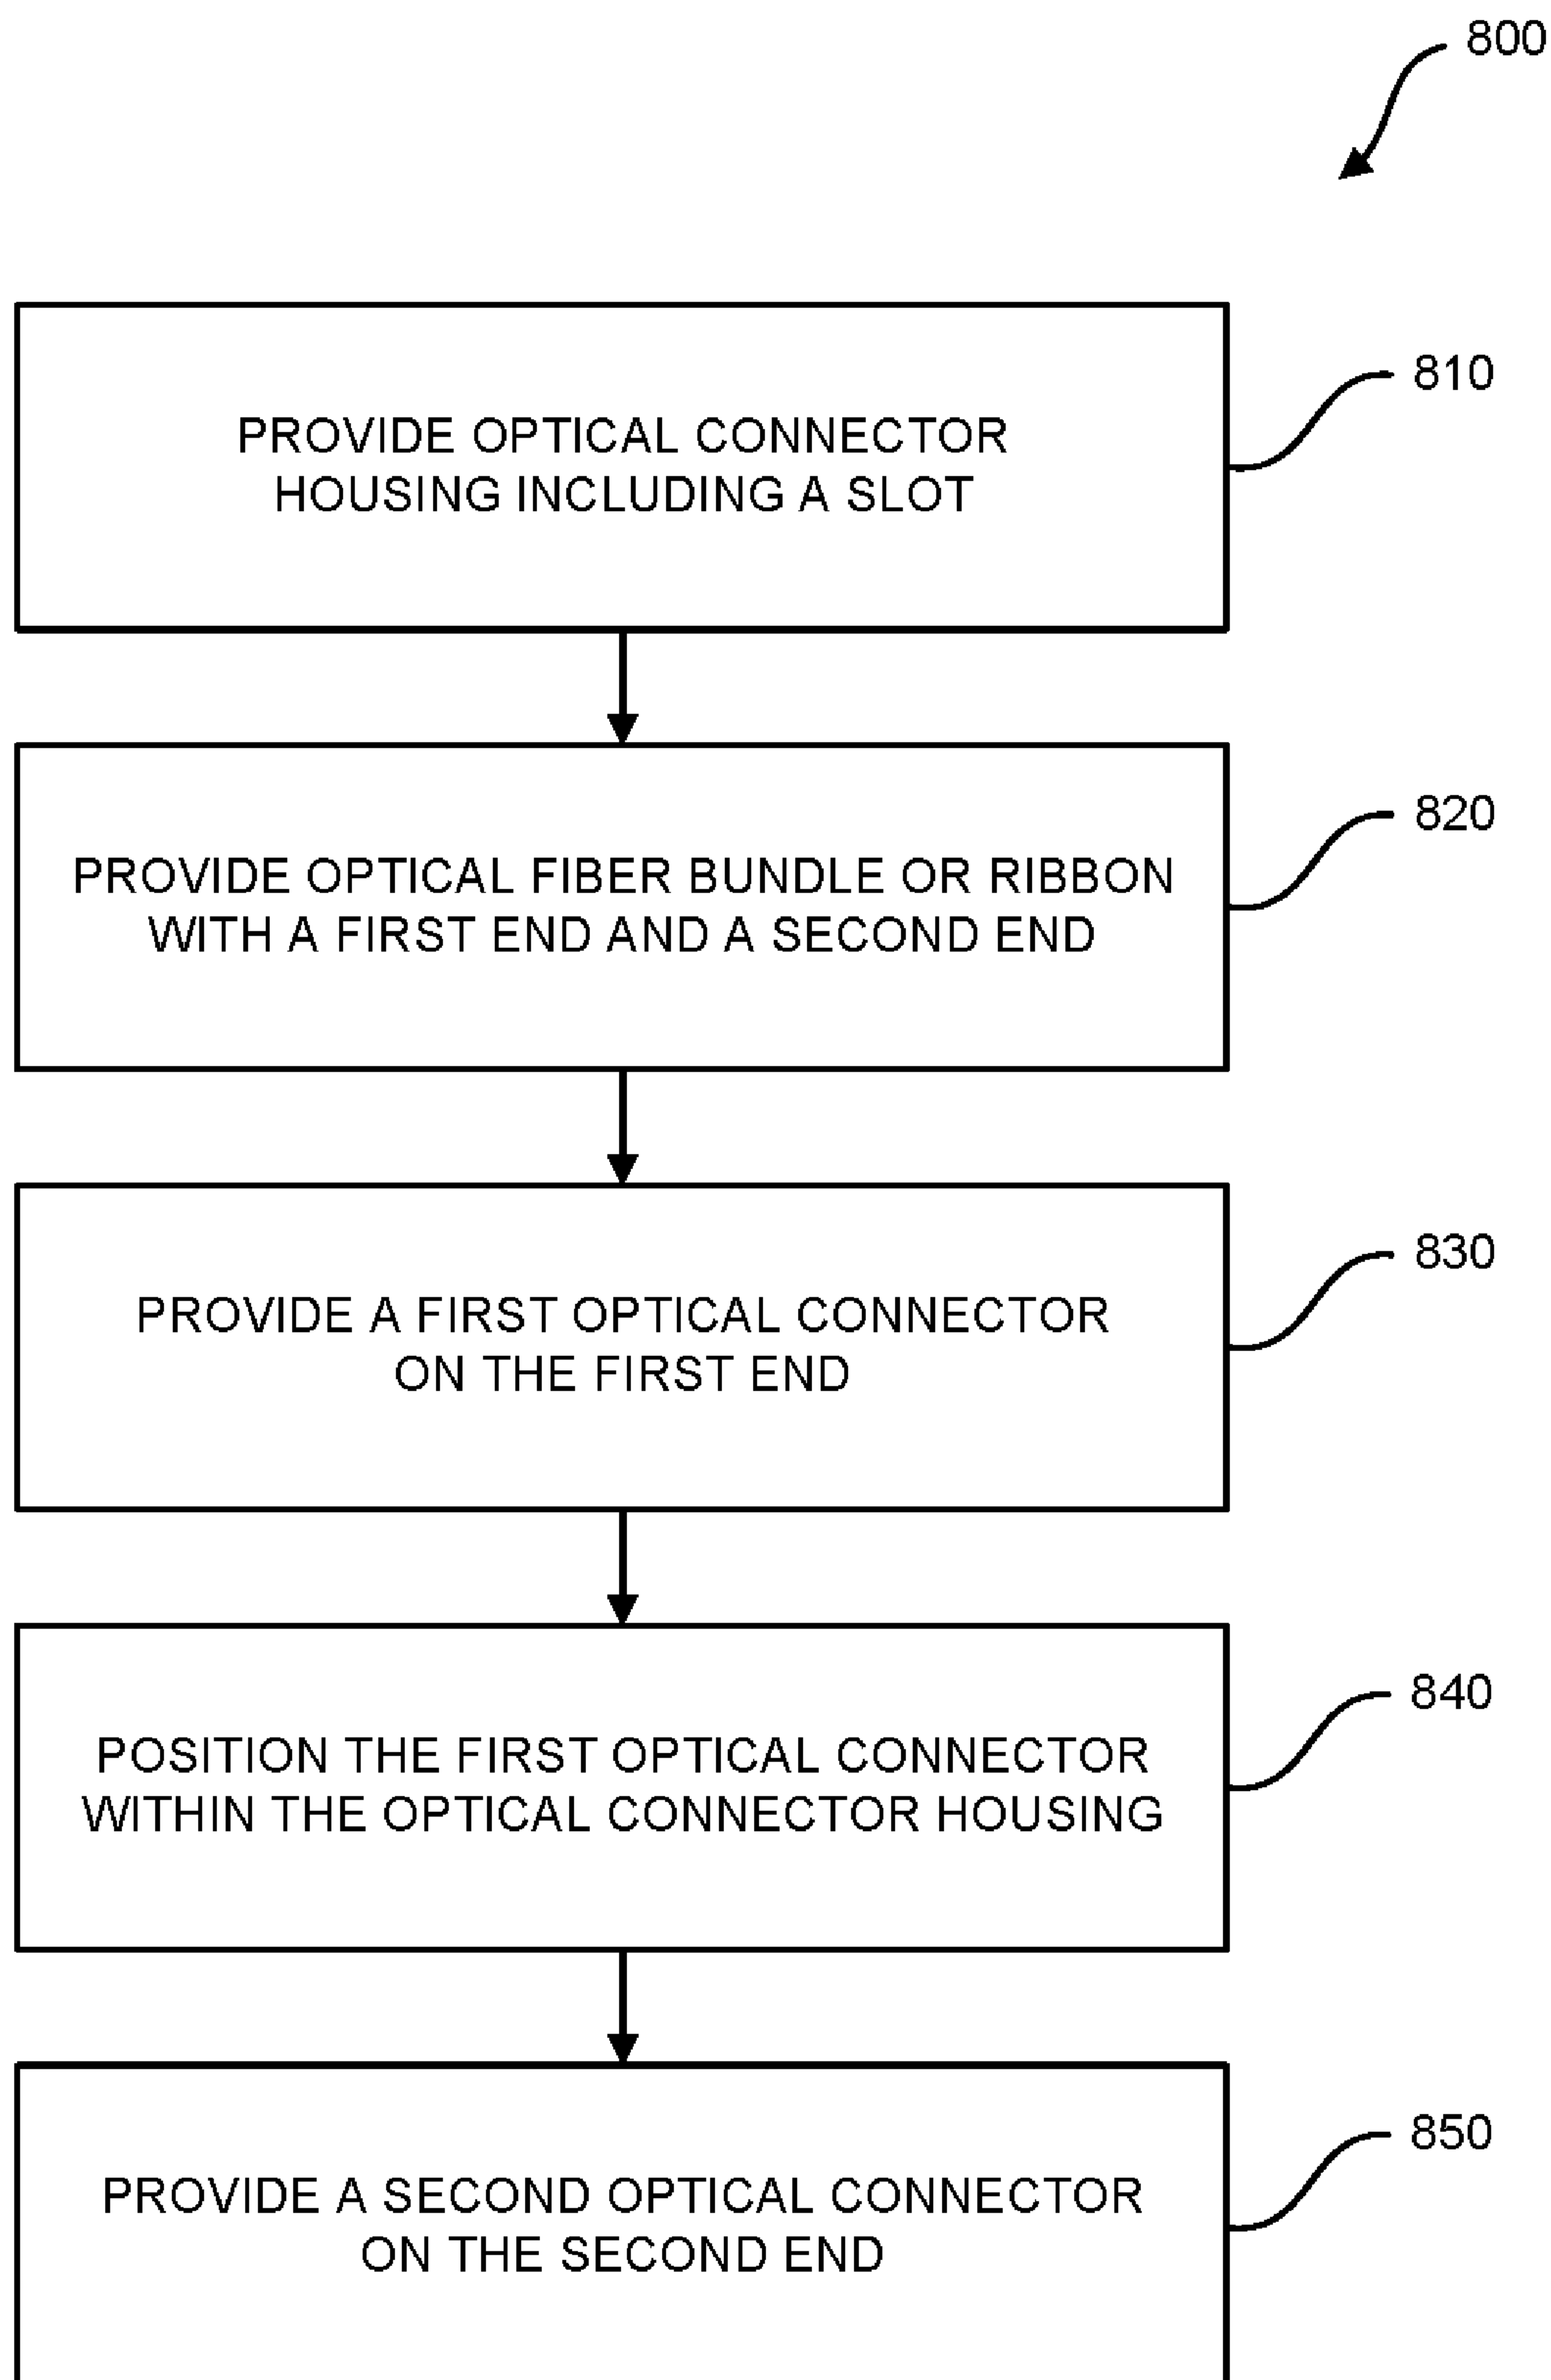 800
PROVIDE OPTICAL CONNECTOR
HOUSING INCLUDING A SLOT
810
PROVIDE OPTICAL FIBER BUNDLE OR RIBBON
WITH A FIRST END AND A SECOND END
820
PROVIDE A FIRST OPTICAL CONNECTOR
ON THE FIRST END
830
POSITION THE FIRST OPTICAL CONNECTOR
WITHIN THE OPTICAL CONNECTOR HOUSING
840
PROVIDE A SECOND OPTICAL CONNECTOR
ON THE SECOND END
850